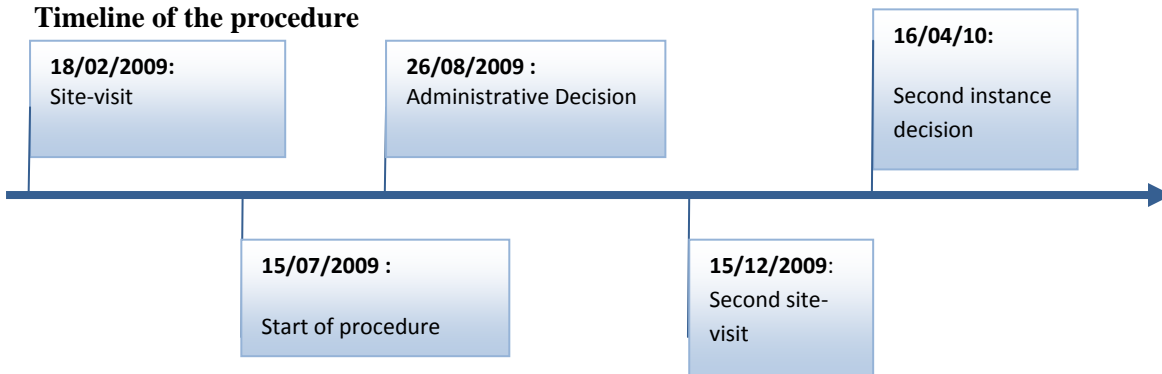 Timeline of the procedure
18/02/2009:
Site-visit
15/07/2009 :
Start of procedure
26/08/2009 :
Administrative Decision
15/12/2009:
Second site-
visit
16/04/10:
Second instance
decision